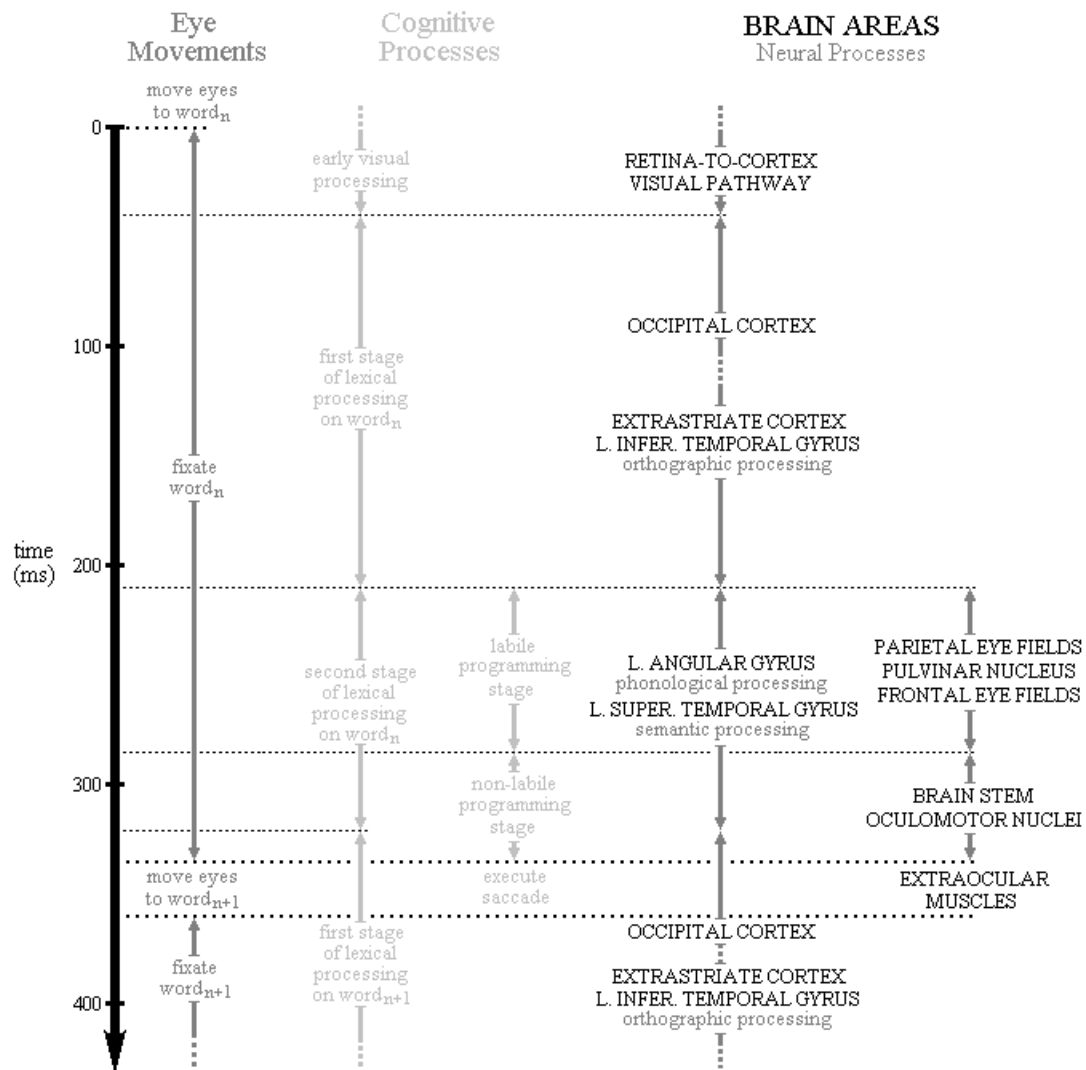 Eye
Movements
Cognitive
Processes
BRAIN AREAS
Neural Processes
move eyes
to wordn
0
early visual
processing
RETINA-TO-CORTEX
VISUAL PATHWAY
OCCIPITAL CORTEX
100
first stage
of lexical
processing
on wordn
EXTRASTRIATE CORTEX
L. INFER. TEMPORAL GYRUS
orthographic processing
fixate
wordn
time
(ms)
200
second stage
of lexical
processing
on wordn
labile
programming
stage
L. ANGULAR GYRUS
phonological processing
L. SUPER. TEMPORAL GYRUS
semantic processing
PARIETAL EYE FIELDS
PULVINAR NUCLEUS
FRONTAL EYE FIELDS
300
non-labile
programming
stage
BRAIN STEM
OCULOMOTOR NUCLEI
move eyes
to wordn+1
execute
saccade
EXTRAOCULAR
MUSCLES
fixate
wordn+1
first stage
of lexical
processing
on wordn+1
OCCIPITAL CORTEX
EXTRASTRIATE CORTEX
L. INFER. TEMPORAL GYRUS
orthographic processing
400